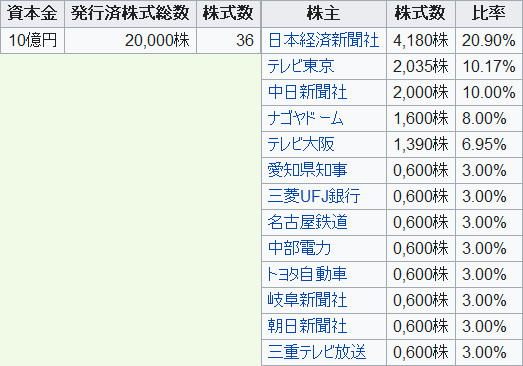 資本金 発行済株式総数 株式数 株主 株式数 比率
10億円 20,000株 36 日本経済新聞社 4,180株 20.90%
テレビ東京 2,035株 10.17%
中日新聞社 2,000株 10.00%
ナゴヤドーム 1,600株 8.00%
テレビ大阪 1,390株 6.95%
愛知県知事 0,600株 3.00%
三菱UFJ銀行 0,600株 3.00%
名古屋鉄道 0,600株 3.00%
中部電力 0,600株 3.00%
トヨタ自動車 0,600株 3.00%
岐阜新聞社 0,600株 3.00%
朝日新聞社 0,600株 3.00%
三重テレビ放送 0,600株 3.00%